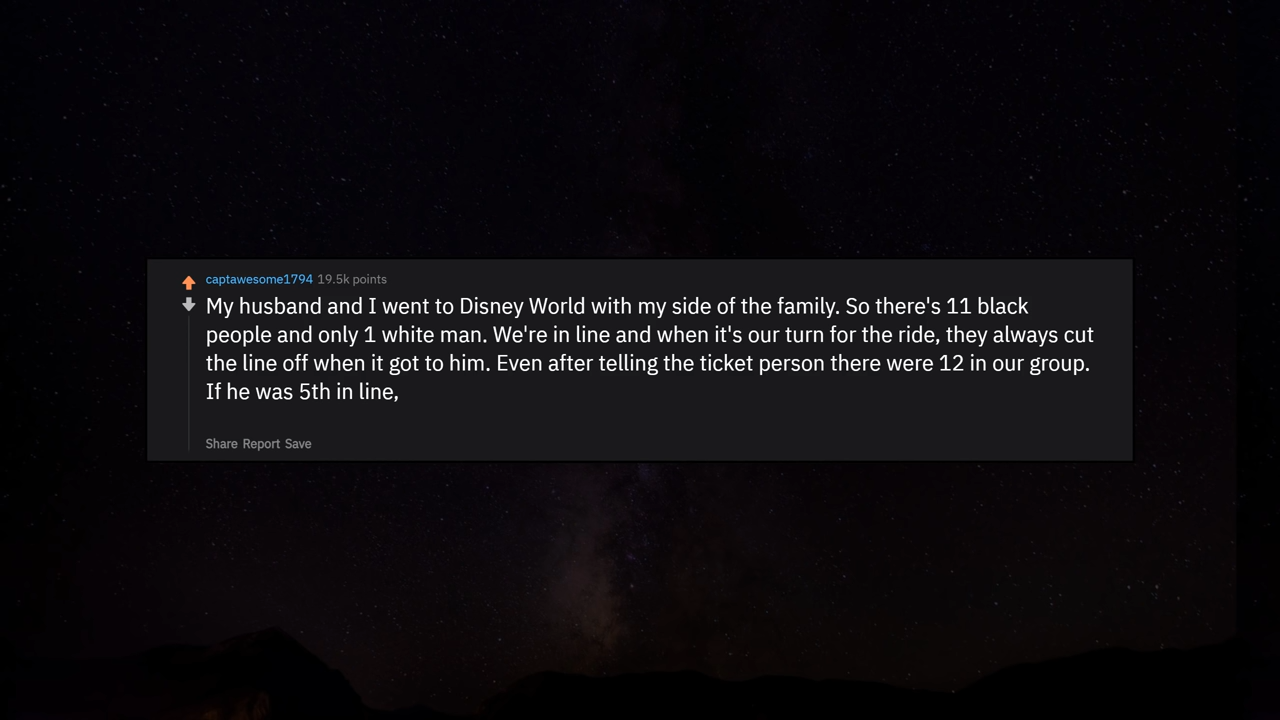 captawesome1794 19.5k points
My husband and I went to Disney World with my side of the family. So there's 11 black
people and only 1 white man. We're in line and when it's our turn for the ride, they always cut
the line off when it got to him. Even after telling the ticket person there were 12 in our group.
If he was 5th in line,
Share Report Save